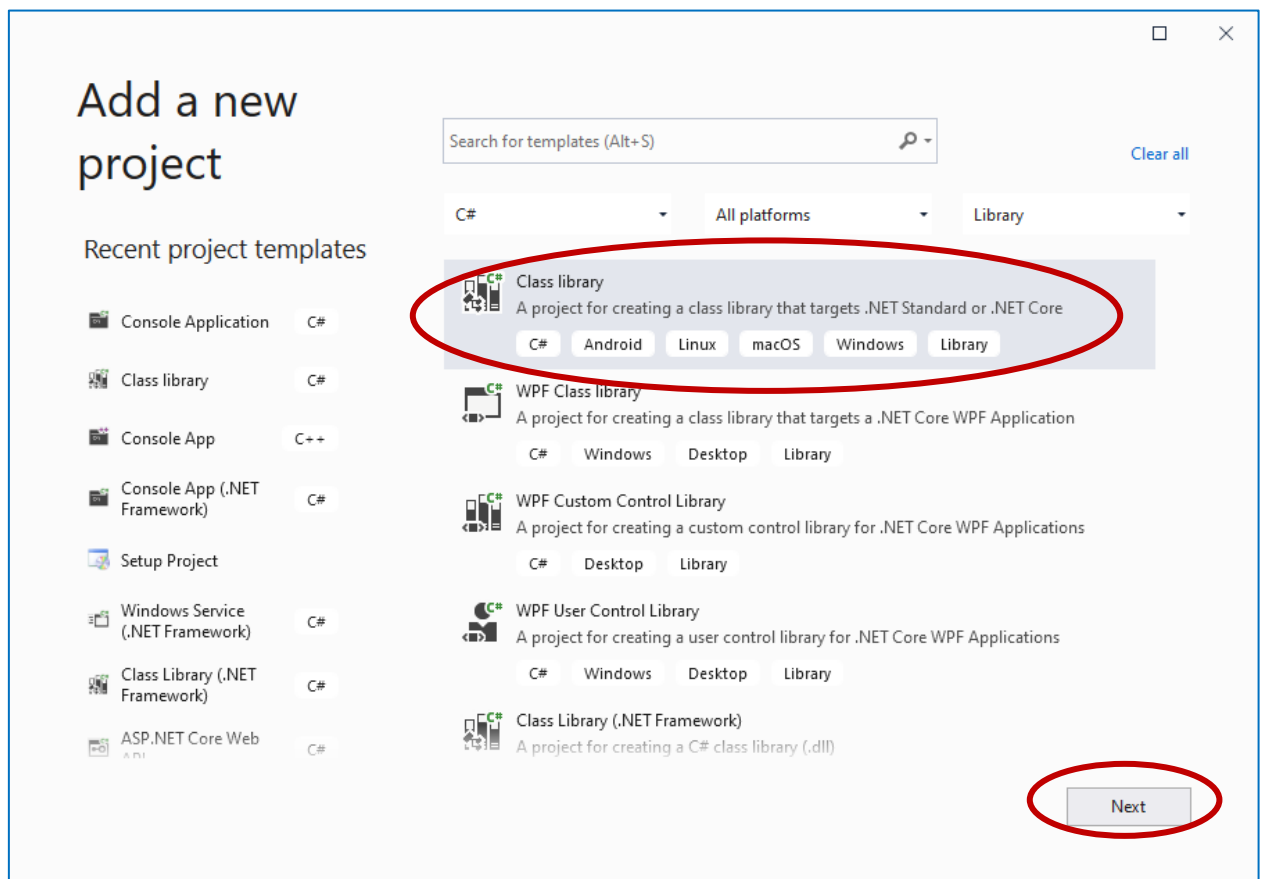 Add a new
project
Search for templates (Alt+S)
Clear all
C#
All platforms
Library
Recent project templates
Console Application C#
Class library C#
Console App C++
Console App (.NET
Framework) C#
Setup Project
Windows Service
(.NET Framework) C#
Class Library (.NET
Framework) C#
ASP.NET Core Web
API C#
C#
Class library
A project for creating a class library that targets .NET Standard or .NET Core
C# Android Linux macOS Windows Library
C#
WPF Class library
A project for creating a class library that targets a .NET Core WPF Application
C# Windows Desktop Library
C#
WPF Custom Control Library
A project for creating a custom control library for .NET Core WPF Applications
C# Desktop Library
C#
WPF User Control Library
A project for creating a user control library for .NET Core WPF Applications
C# Windows Desktop Library
C#
Class Library (.NET Framework)
A project for creating a C# class library (.dll)
Next